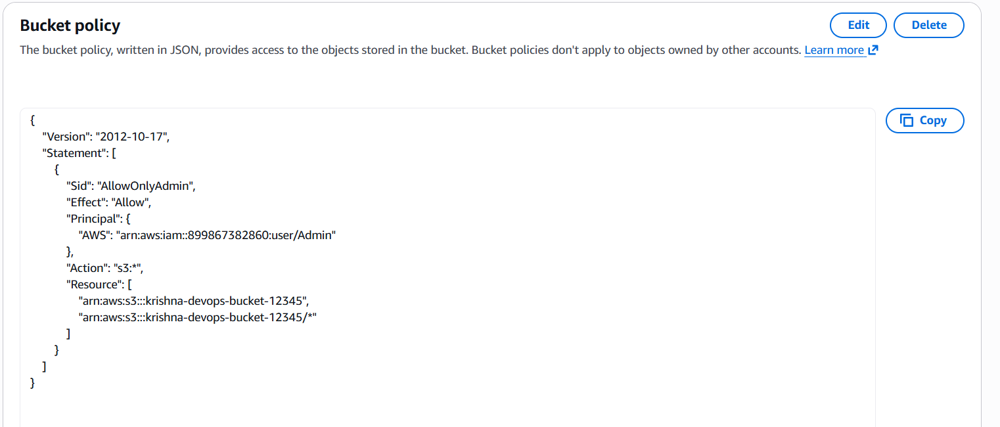 Bucket policy
Edit
Delete
The bucket policy, written in JSON, provides access to the objects stored in the bucket. Bucket policies don't apply to objects owned by other accounts. Learn more
Copy
{
"Version": "2012-10-17",
"Statement": [
{
"Sid": "AllowOnlyAdmin",
"Effect": "Allow",
"Principal": {
"AWS": "arn:aws:iam::899867382860:user/Admin"
},
"Action": "s3:*",
"Resource": [
"arn:aws:s3:::krishna-devops-bucket-12345",
"arn:aws:s3:::krishna-devops-bucket-12345/*"
]
}
]
}